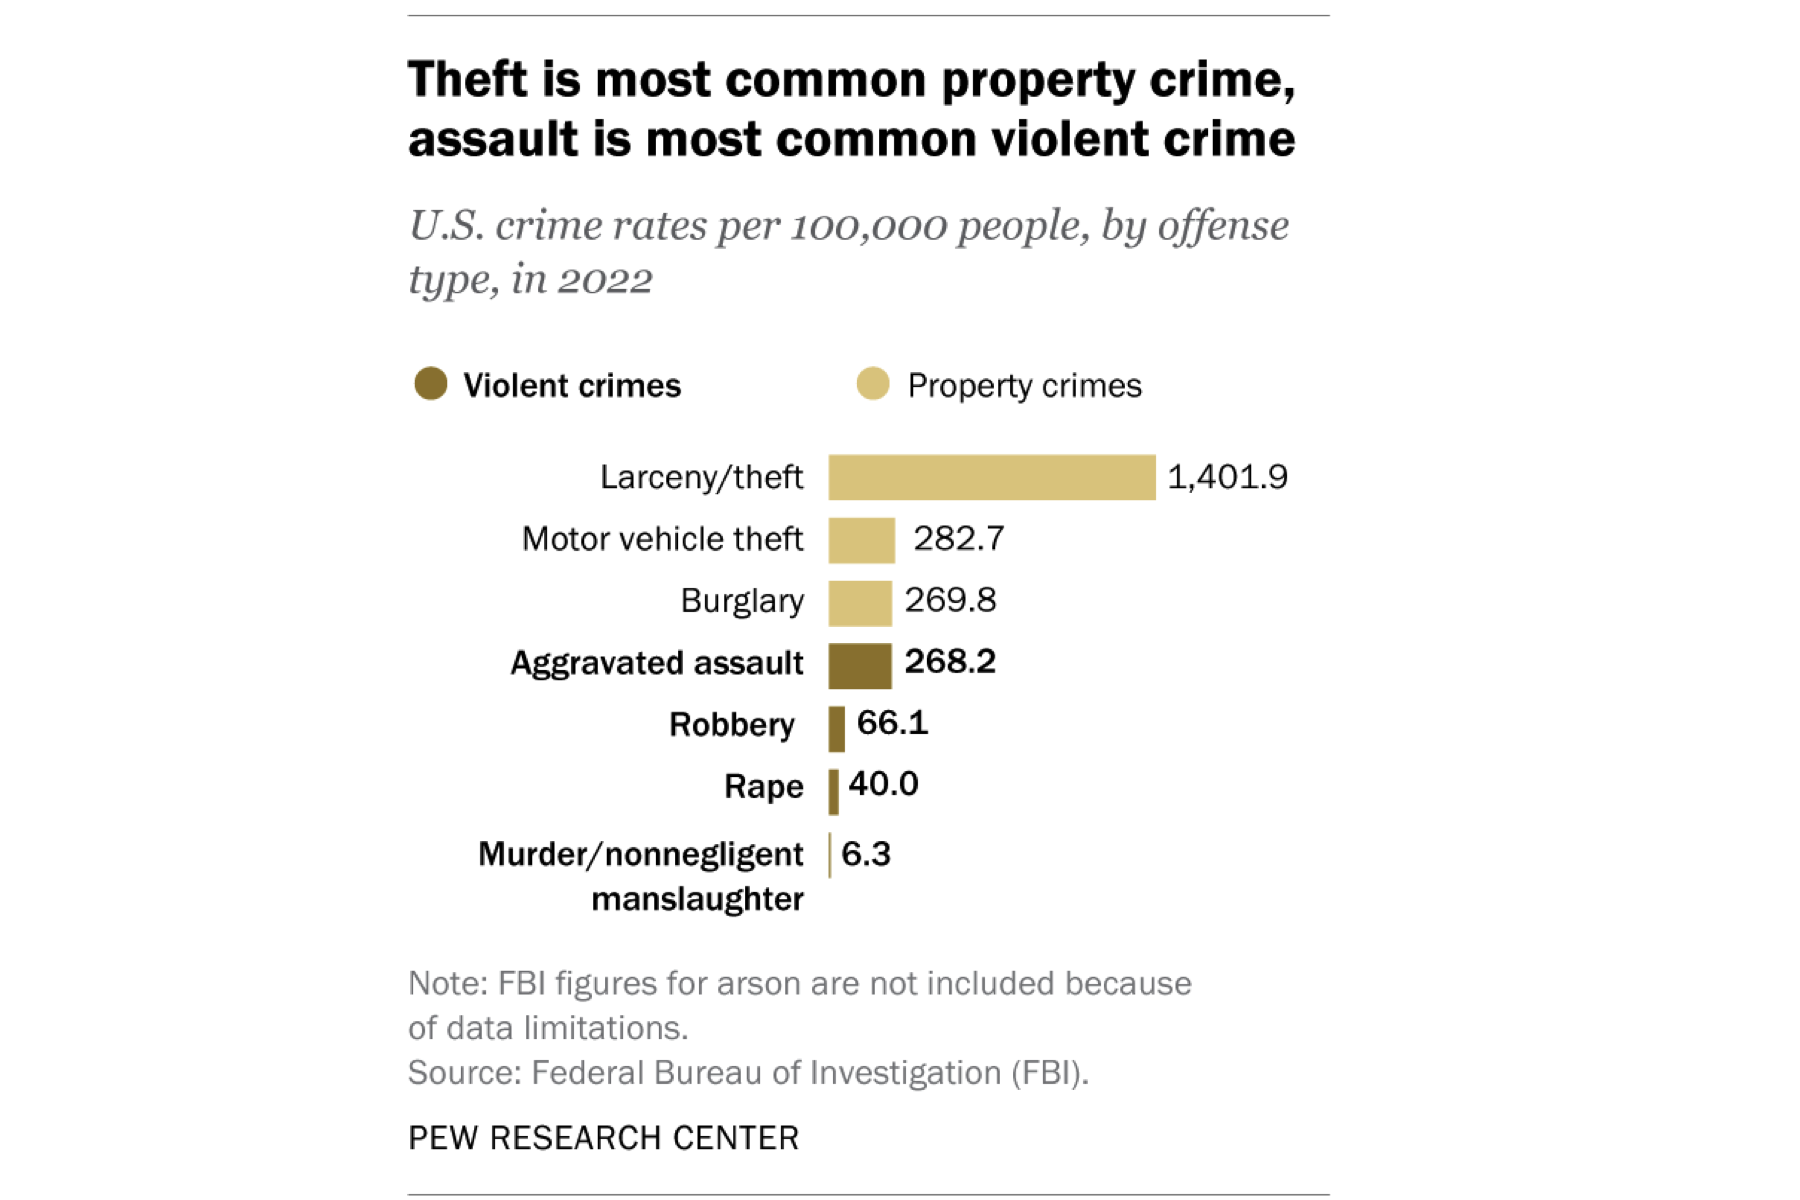 Theft is most common property crime,
assault is most common violent crime
U.S. crime rates per 100,000 people, by offense
type, in 2022
Violent crimes
Property crimes
Larceny/theft 1,401.9
Motor vehicle theft 282.7
Burglary 269.8
Aggravated assault 268.2
Robbery 66.1
Rape 40.0
Murder/nonnegligent 6.3
manslaughter
Note: FBI figures for arson are not included because
of data limitations.
Source: Federal Bureau of Investigation (FBI).
PEW RESEARCH CENTER